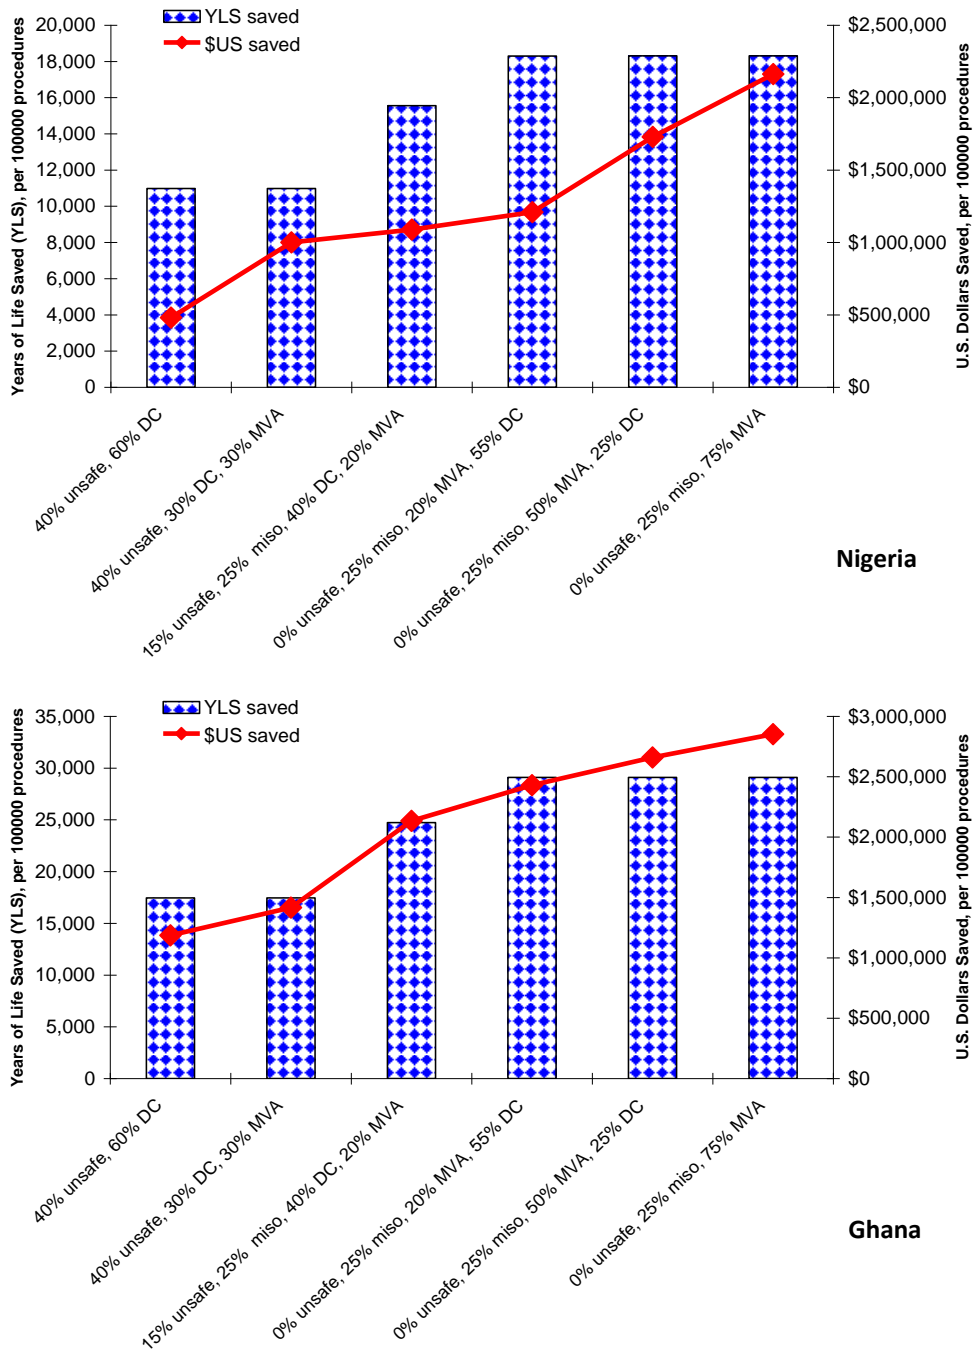 YLS saved
$US saved
Years of Life Saved (YLS), per 100000 procedures
20,000
18,000
16,000
14,000
12,000
10,000
8,000
6,000
4,000
2,000
0
$2,500,000
$2,000,000
$1,500,000
$1,000,000
$500,000
$0
U.S. Dollars Saved, per 100000 procedures
40% unsafe, 60% DC
40% unsafe, 30% DC, 30% MVA
15% unsafe, 25%  miso, 40% DC, 20% MVA
0% unsafe, 25% miso, 20% MVA, 55% DC
0% unsafe, 25% miso, 50% MVA, 25% DC
0% unsafe, 25% miso, 75% MVA
Nigeria
YLS saved
$US saved
Years of Life Saved (YLS), per 100000 procedures
35,000
30,000
25,000
20,000
15,000
10,000
5,000
0
$3,000,000
$2,500,000
$2,000,000
$1,500,000
$1,000,000
$500,000
$0
U.S. Dollars Saved, per 100000 procedures
40% unsafe, 60% DC
40% unsafe, 30% DC, 30% MVA
15% unsafe, 25%  miso, 40% DC, 20% MVA
0% unsafe, 25% miso, 20% MVA, 55% DC
0% unsafe, 25% miso, 50% MVA, 25% DC
0% unsafe, 25% miso, 75% MVA
Ghana